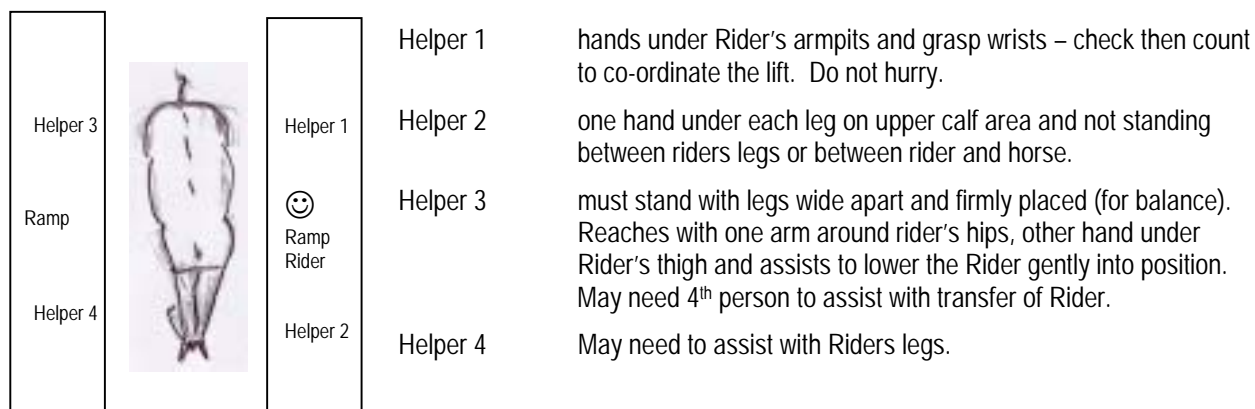 Helper 3
Ramp
Helper 4
Helper 1
☺
Ramp
Rider
Helper 2
Helper 1 hands under Rider's armpits and grasp wrists – check then count
to co-ordinate the lift. Do not hurry.
Helper 2 one hand under each leg on upper calf area and not standing
between riders legs or between rider and horse.
Helper 3 must stand with legs wide apart and firmly placed (for balance).
Reaches with one arm around rider's hips, other hand under
Rider's thigh and assists to lower the Rider gently into position.
May need 4th person to assist with transfer of Rider.
Helper 4 May need to assist with Riders legs.